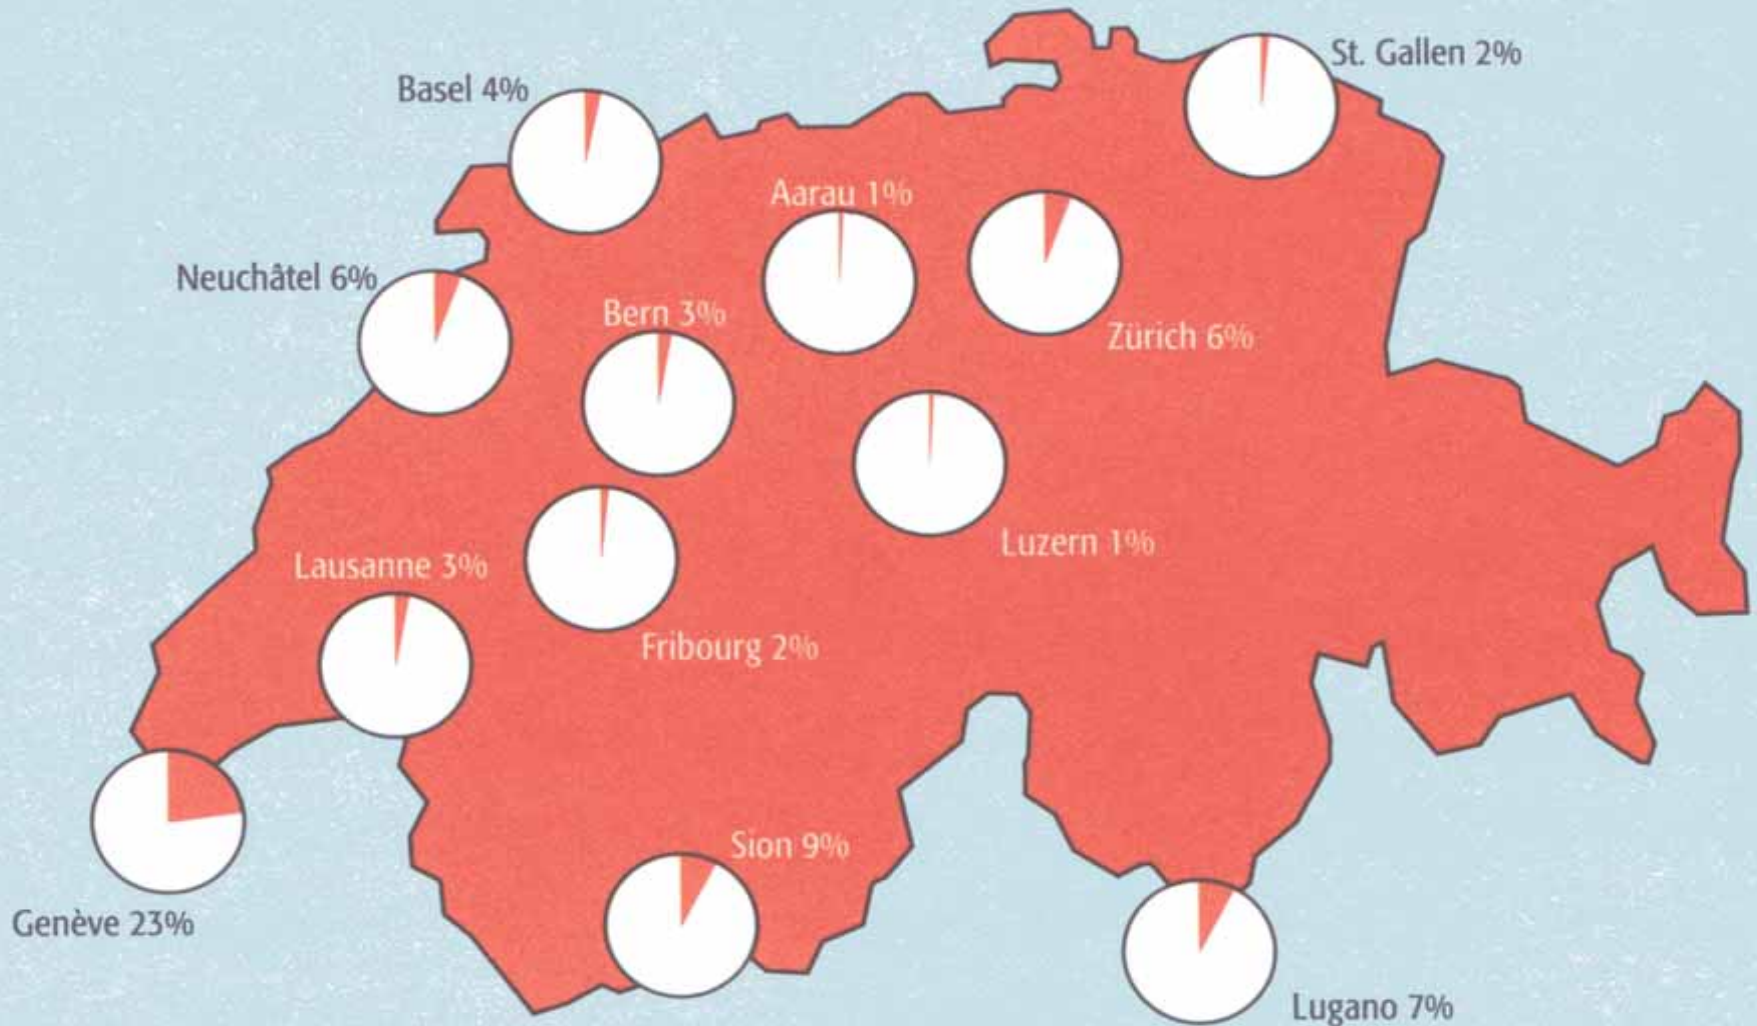 St. Gallen 2%
Basel 4%
Aarau 1%
Neuchâtel 6%
Bern 3%
Zürich 6%
Luzern 1%
Lausanne 3%
Fribourg 2%
Sion 9%
Genève 23%
Lugano 7%